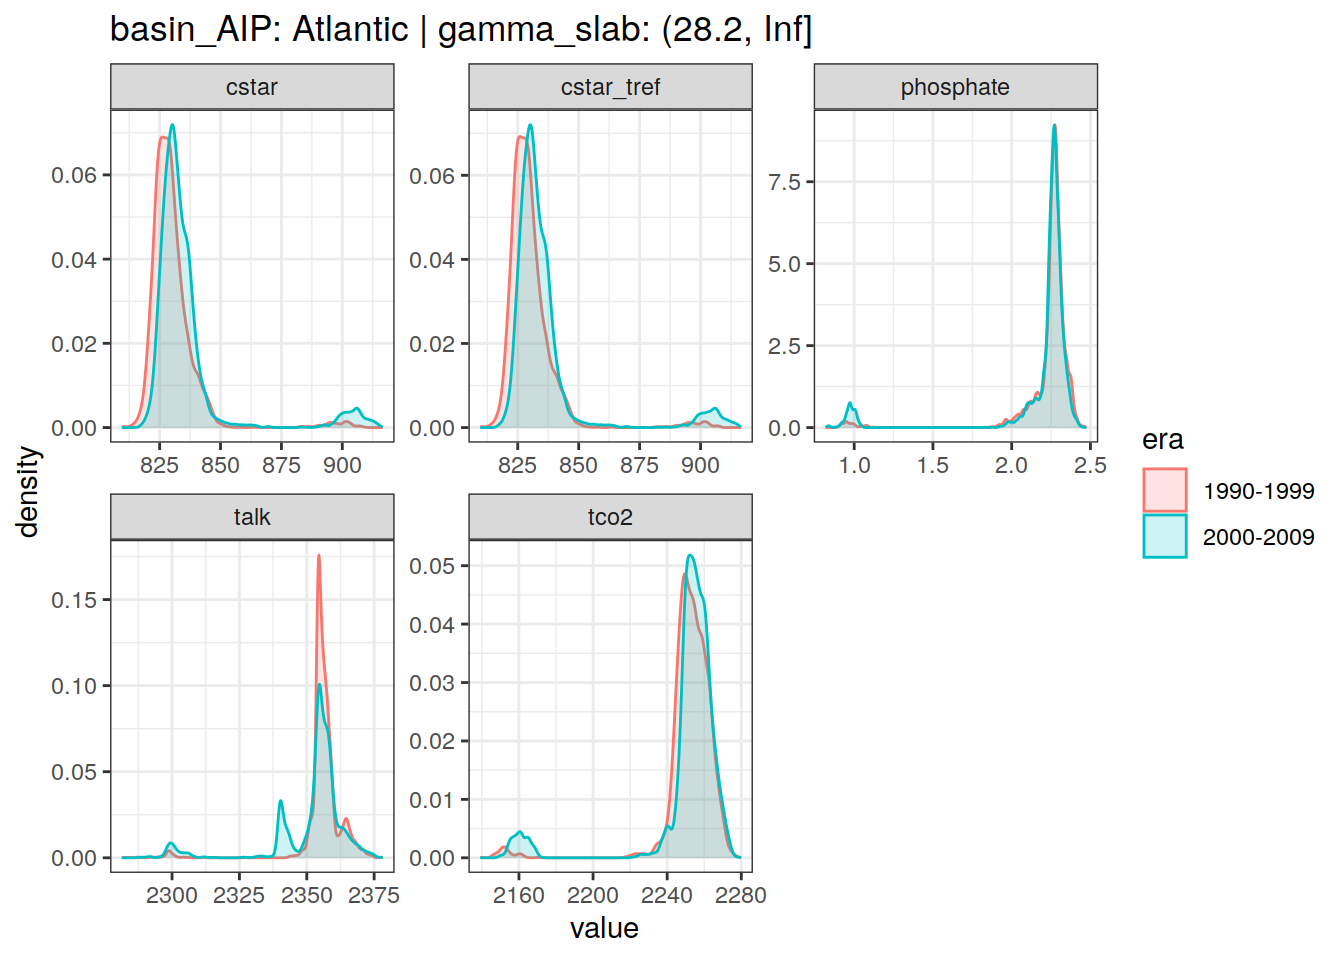 basin_AIP: Atlantic | gamma_slab: (28.2, Inf]
cstar
cstar_tref
phosphate
0.06
0.04
0.02
0.00
825 850 875 900
0.06
0.04
0.02
0.00
825 850 875 900
7.5
5.0
2.5
0.0
1.0 1.5 2.0 2.5
density
talk
tco2
0.15
0.10
0.05
0.00
2300 2325 2350 2375
0.05
0.04
0.03
0.02
0.01
0.00
2160 2200 2240 2280
value
era
1990-1999
2000-2009